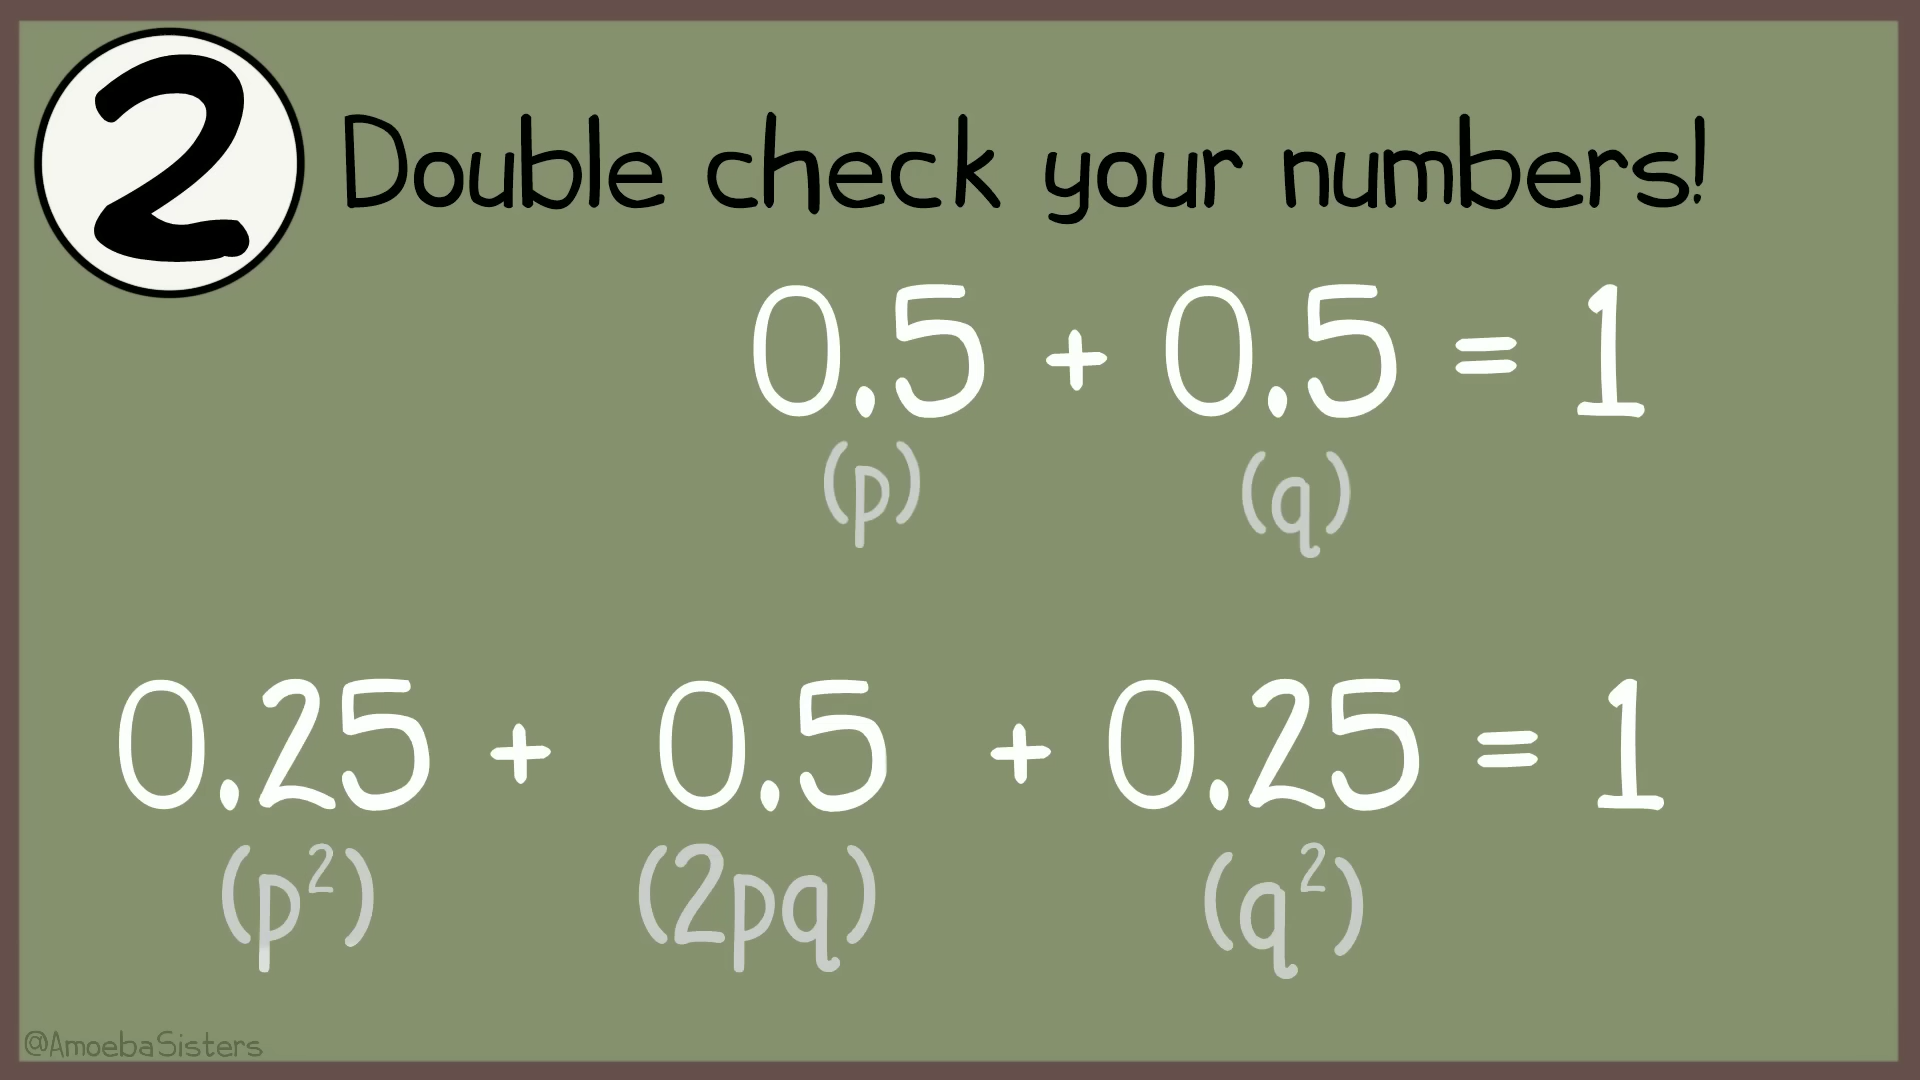 2 Double check your numbers!
0.5 + 0.5 = 1
(p) (q)
0.25 + 0.5 + 0.25 = 1
(p²) (2pq) (q²)
@AmoebaSisters